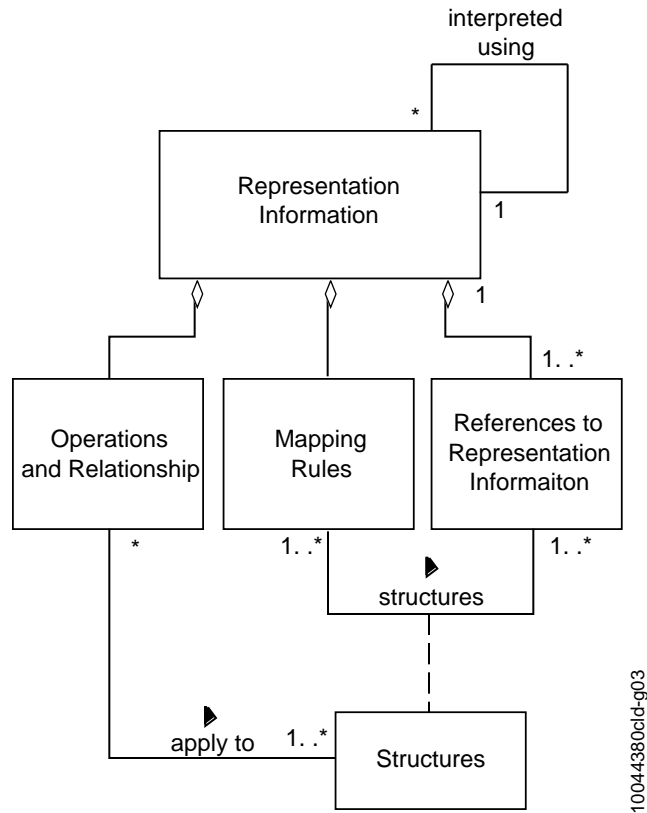 interpreted
using
*
Representation
Information
1
1
1. .*
Operations
and Relationship
Mapping
Rules
References to
Representation
Informaiton
*
1. .*
1. .*
structures
apply to
1. .*
Structures
10044380cld-g03